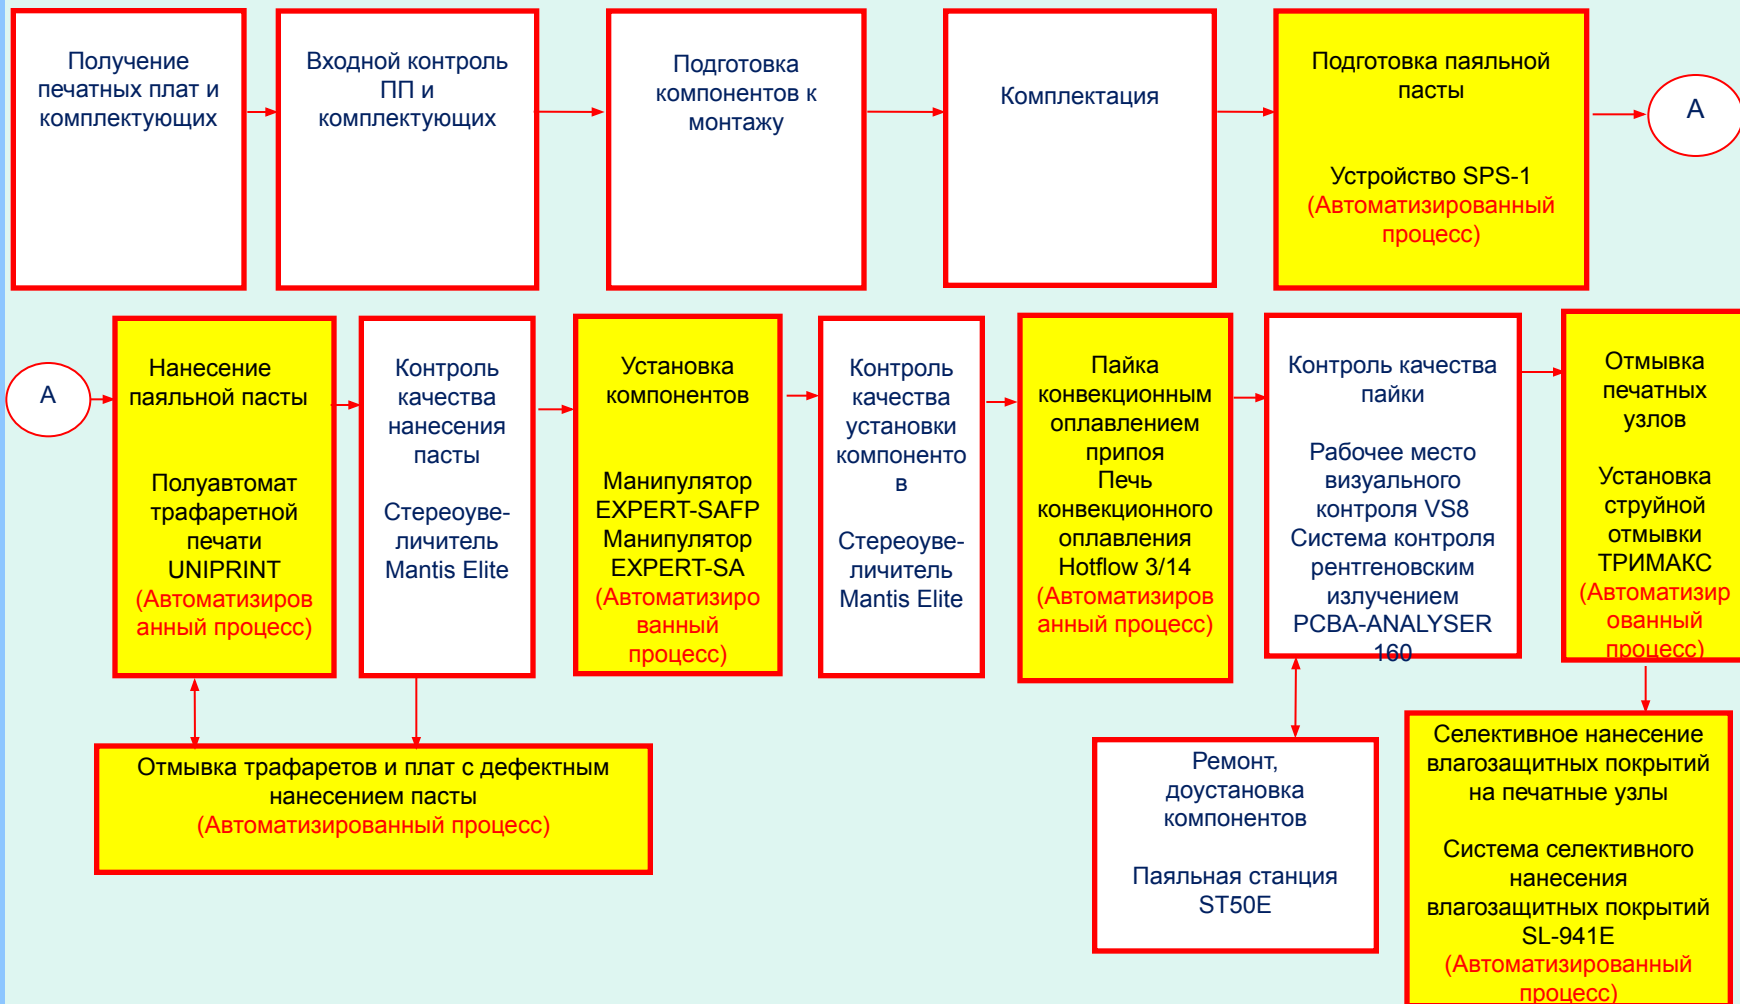 Получение
печатных плат и
комплектующих
Входной контроль
ПП и
комплектующих
Подготовка
компонентов к
монтажу
Комплектация
Подготовка паяльной
пасты
Устройство SPS-1
(Автоматизированный
процесс)
А
А
Нанесение
паяльной пасты
Полуавтомат
трафаретной
печати
UNIPRINT
(Автоматизиров
анный процесс)
Контроль
качества
нанесения
пасты
Стереоуве-
личитель
Mantis Elite
Установка
компонентов
Манипулятор
EXPERT-SAFP
Манипулятор
EXPERT-SA
(Автоматизиро
ванный
процесс)
Контроль
качества
установки
компоненто
в
Стереоуве-
личитель
Mantis Elite
Пайка
конвекционным
оплавлением
припоя
Печь
конвекционного
оплавления
Hotflow 3/14
(Автоматизиров
анный процесс)
Контроль качества
пайки
Рабочее место
визуального
контроля VS8
Система контроля
рентгеновским
излучением
PCBA-ANALYSER
160
Отмывка
печатных
узлов
Установка
струйной
отмывки
ТРИМАКС
(Автоматизир
ованный
процесс)
Отмывка трафаретов и плат с дефектным
нанесением пасты
(Автоматизированный процесс)
Ремонт,
доустановка
компонентов
Паяльная станция
ST50E
Селективное нанесение
влагозащитных покрытий
на печатные узлы
Система селективного
нанесения
влагозащитных покрытий
SL-941E
(Автоматизированный
процесс)